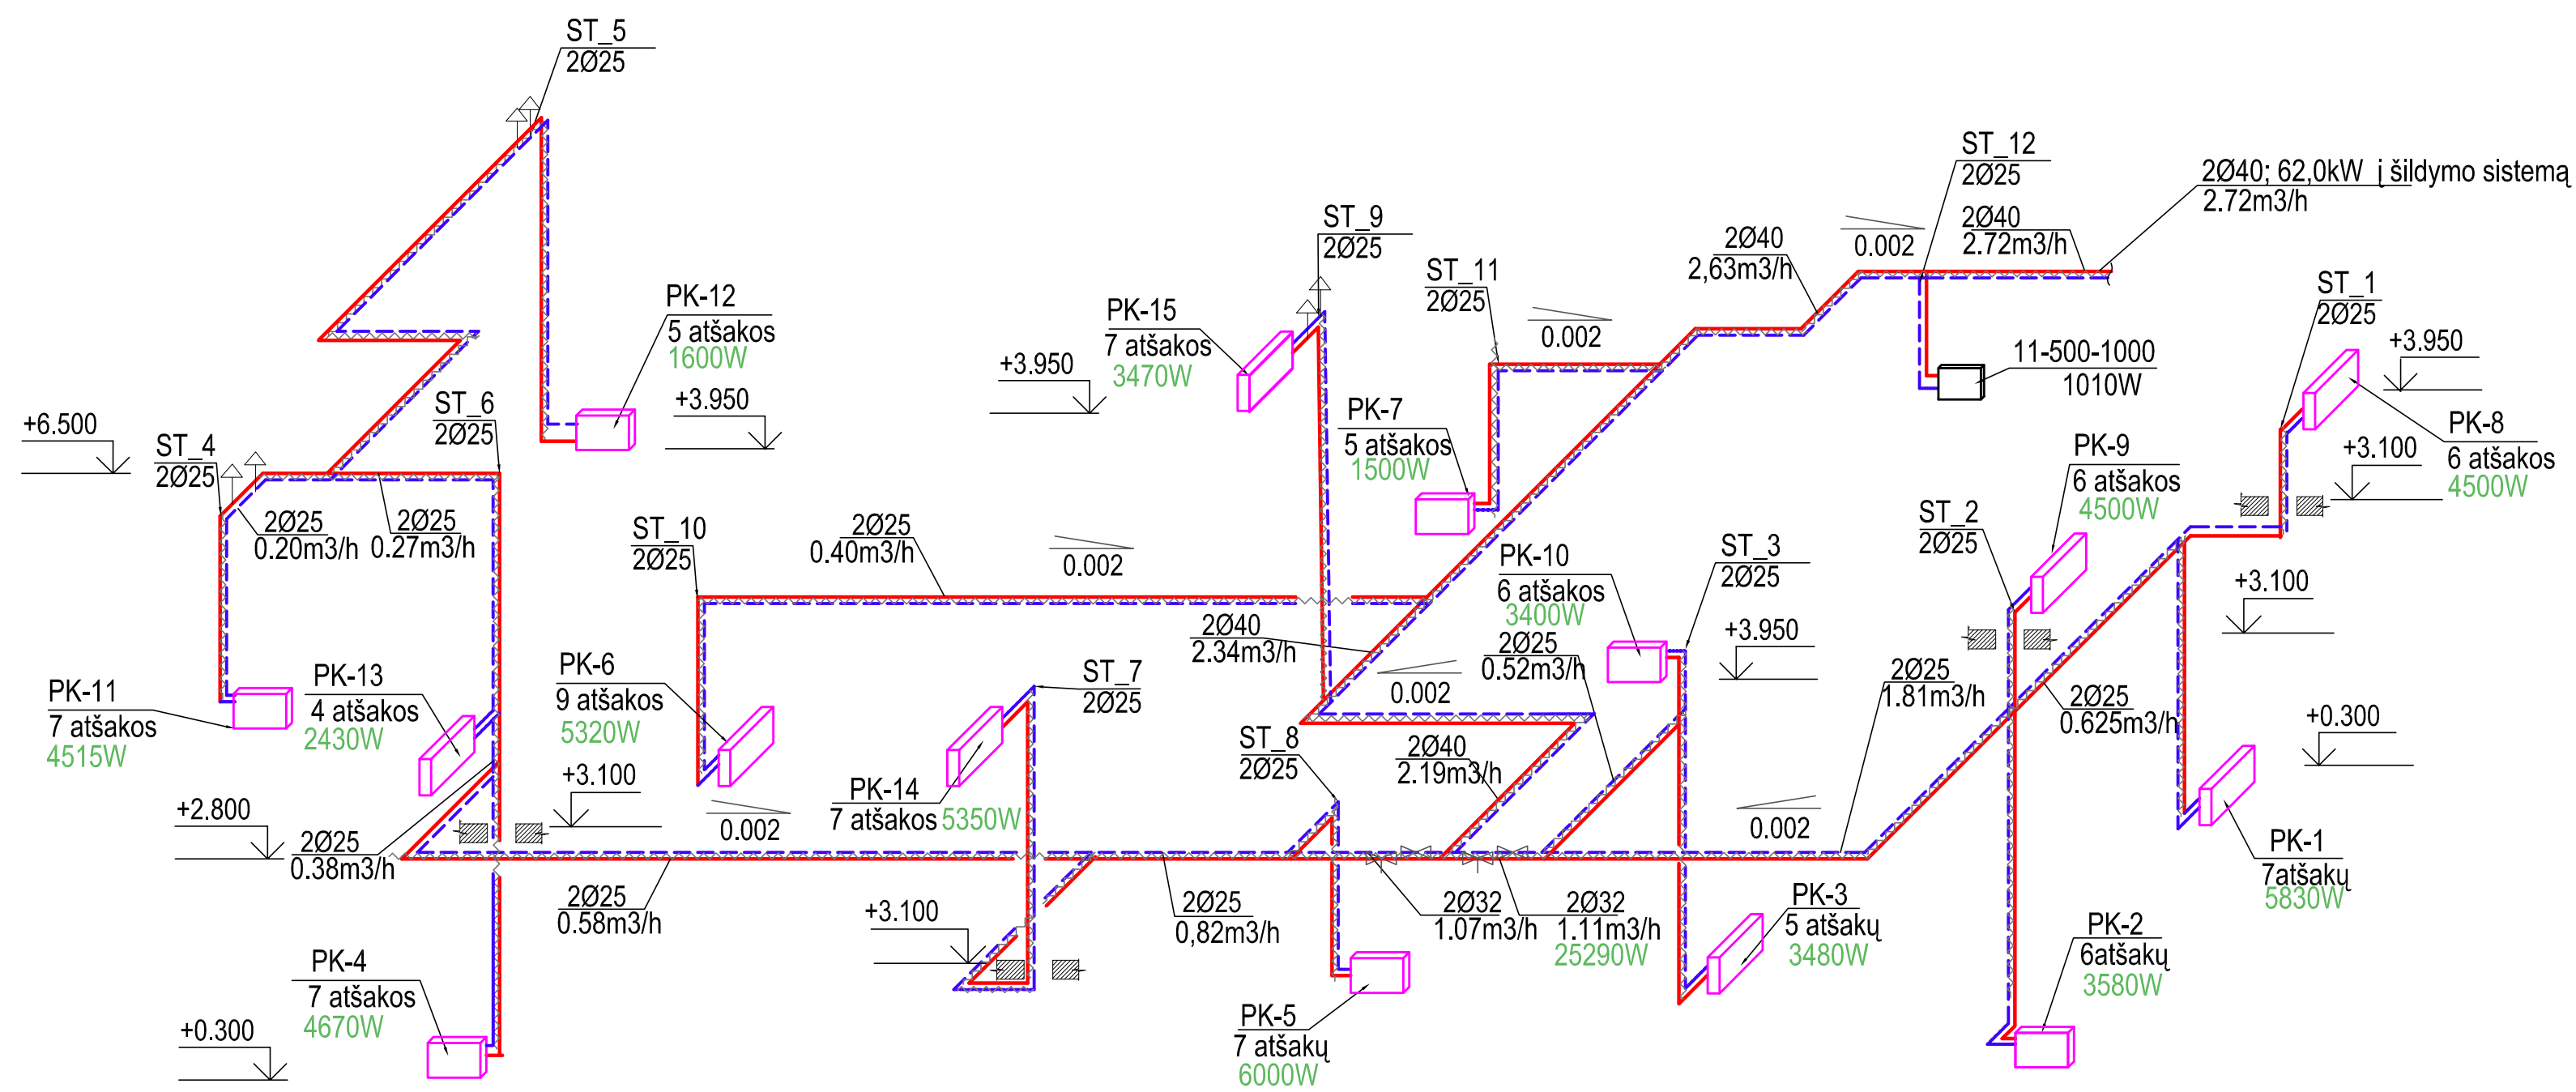 ST_5
2Ø25
PK-12
5 atšakos
1600W
+3.950
+6.500
ST_4
2Ø25
ST_6
2Ø25
2Ø25
0.20m3/h
2Ø25
0.27m3/h
PK-11
7 atšakos
4515W
PK-13
4 atšakos
2430W
+2.800
2Ø25
0.38m3/h
+3.100
PK-4
7 atšakos
4670W
+0.300
ST_10
2Ø25
2Ø25
0.40m3/h
0.002
PK-6
9 atšakos
5320W
0.002
2Ø25
0.58m3/h
PK-14
7 atšakos 5350W
ST_7
2Ø25
+3.100
PK-15
7 atšakos
3470W
+3.950
ST_9
2Ø25
ST_11
2Ø25
0.002
PK-7
5 atšakos
1500W
2Ø40
2,63m3/h
0.002
ST_12
2Ø25
2Ø40
2.72m3/h
2Ø40; 62,0kW į šildymo sistemą
2.72m3/h
11-500-1000
1010W
2Ø40
2.34m3/h
0.002
PK-10
6 atšakos
3400W
2Ø25
0.52m3/h
ST_3
2Ø25
+3.950
ST_8
2Ø25
2Ø40
2.19m3/h
0.002
2Ø25
0,82m3/h
2Ø32
1.07m3/h
2Ø32
1.11m3/h
25290W
PK-5
7 atšakų
6000W
PK-3
5 atšakų
3480W
2Ø25
1.81m3/h
ST_2
2Ø25
PK-9
6 atšakos
4500W
2Ø25
0.625m3/h
PK-2
6atšakų
3580W
ST_1
2Ø25
+3.950
PK-8
6 atšakos
4500W
+3.100
+3.100
+0.300
PK-1
7atšakų
5830W